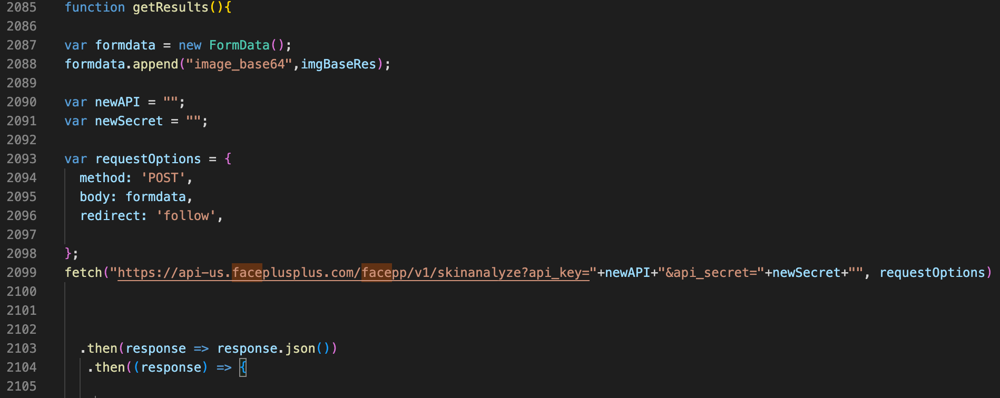 2085 function getResults(){
2086
2087 var formdata = new FormData();
2088 formdata.append("image_base64",imgBaseRes);
2089
2090 var newAPI = "";
2091 var newSecret = "";
2092
2093 var requestOptions = {
2094   method: 'POST',
2095   body: formdata,
2096   redirect: 'follow',
2097
2098 };
2099 fetch("https://api-us.faceplusplus.com/facepp/v1/skinanalyze?api_key="+newAPI+"&api_secret="+newSecret+"", requestOptions)
2100
2101
2102
2103   .then(response => response.json())
2104    .then((response) => {
2105